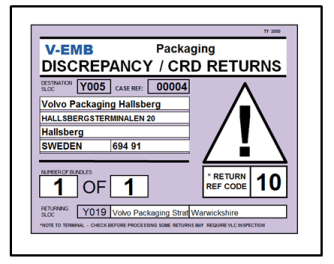 TY 2000
V-EMB Packaging
DISCREPANCY / CRD RETURNS
DESTINATION SLOC Y005 CASE REF: 00004
Volvo Packaging Hallsberg
HALLSBERGSTERMINALEN 20
Hallsberg
SWEDEN 694 91
!
NUMBER OF BUNDLES
1 OF 1
* RETURN REF CODE 10
RETURNING SLOC Y019 Volvo Packaging Strat Warwickshire
*NOTE TO TERMINAL - CHECK BEFORE PROCESSING SOME RETURNS MAY REQUIRE VLC INSPECTION